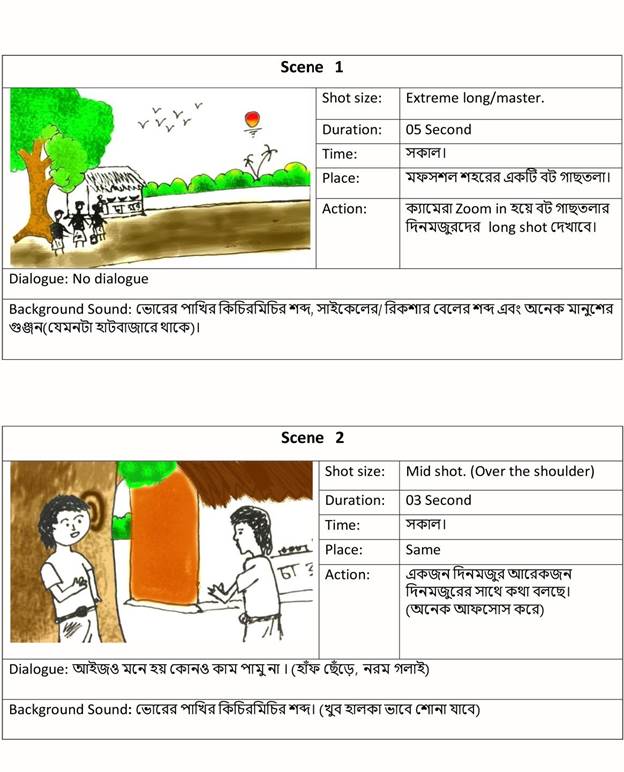 Scene 1
Shot size: Extreme long/master.
Duration: 05 Second
Time: সকাল।
Place: মফসশল শহরের একটি বট গাছতলা।
Action: ক্যামেরা Zoom in হয়ে বট গাছতলার
দিনমজুরদের long shot দেখাবে।
Dialogue: No dialogue
Background Sound: ভোরের পাখির কিচিরমিচির শব্দ, সাইকেলের/ রিকশার বেলের শব্দ এবং অনেক মানুশের
গুঞ্জন(যেমনটা হাটবাজারে থাকে)।
Scene 2
Shot size: Mid shot. (Over the shoulder)
Duration: 03 Second
Time: সকাল।
Place: Same
Action: একজন দিনমজুর আরেকজন
দিনমজুরের সাথে কথা বলছে।
(অনেক আফসোস করে)
Dialogue: আইজও মনে হয় কোনও কাম পামু না । (হাঁফ ছেঁড়ে, নরম গলাই)
Background Sound: ভোরের পাখির কিচিরমিচির শব্দ। (খুব হালকা ভাবে শোনা যাবে)